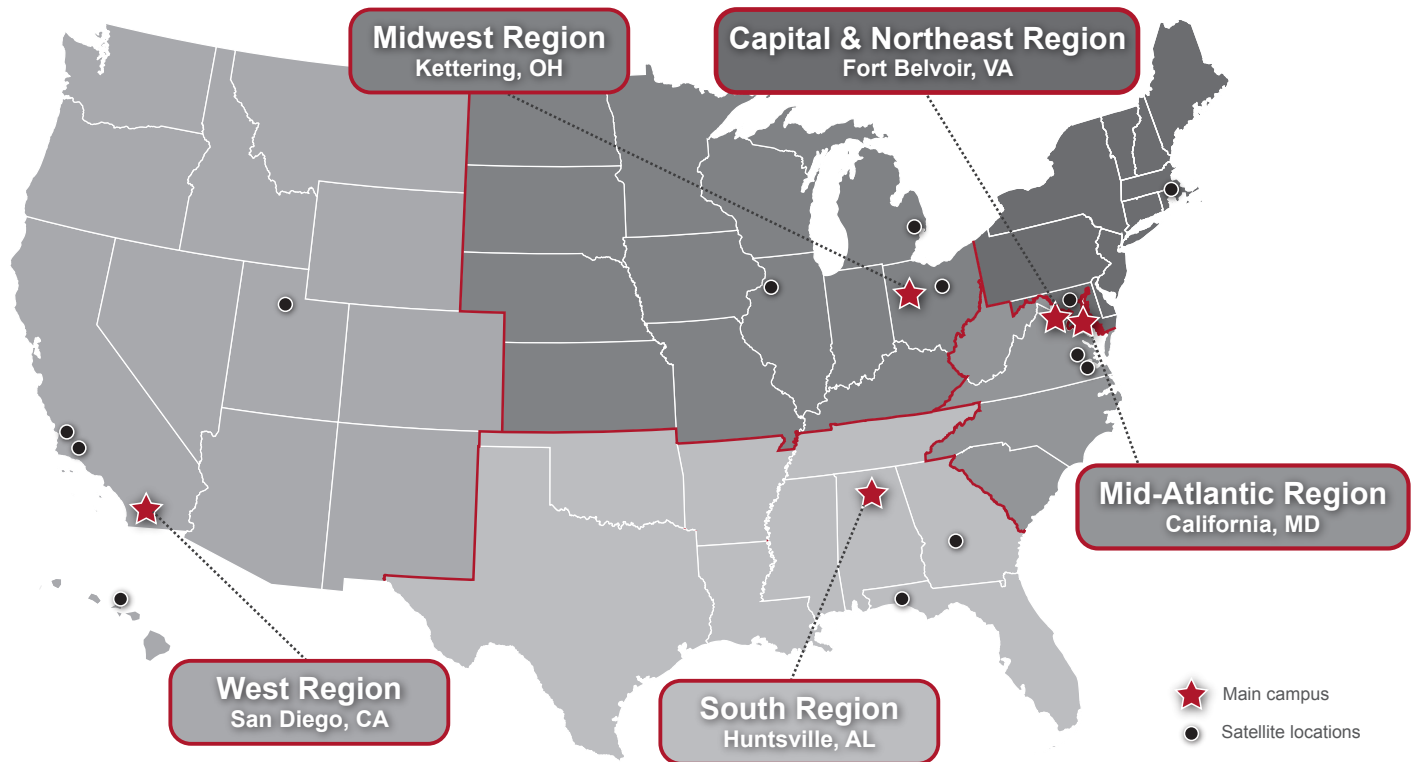 Midwest Region
Kettering, OH
Capital & Northeast Region
Fort Belvoir, VA
Mid-Atlantic Region
California, MD
West Region
San Diego, CA
South Region
Huntsville, AL
Main campus
Satellite locations